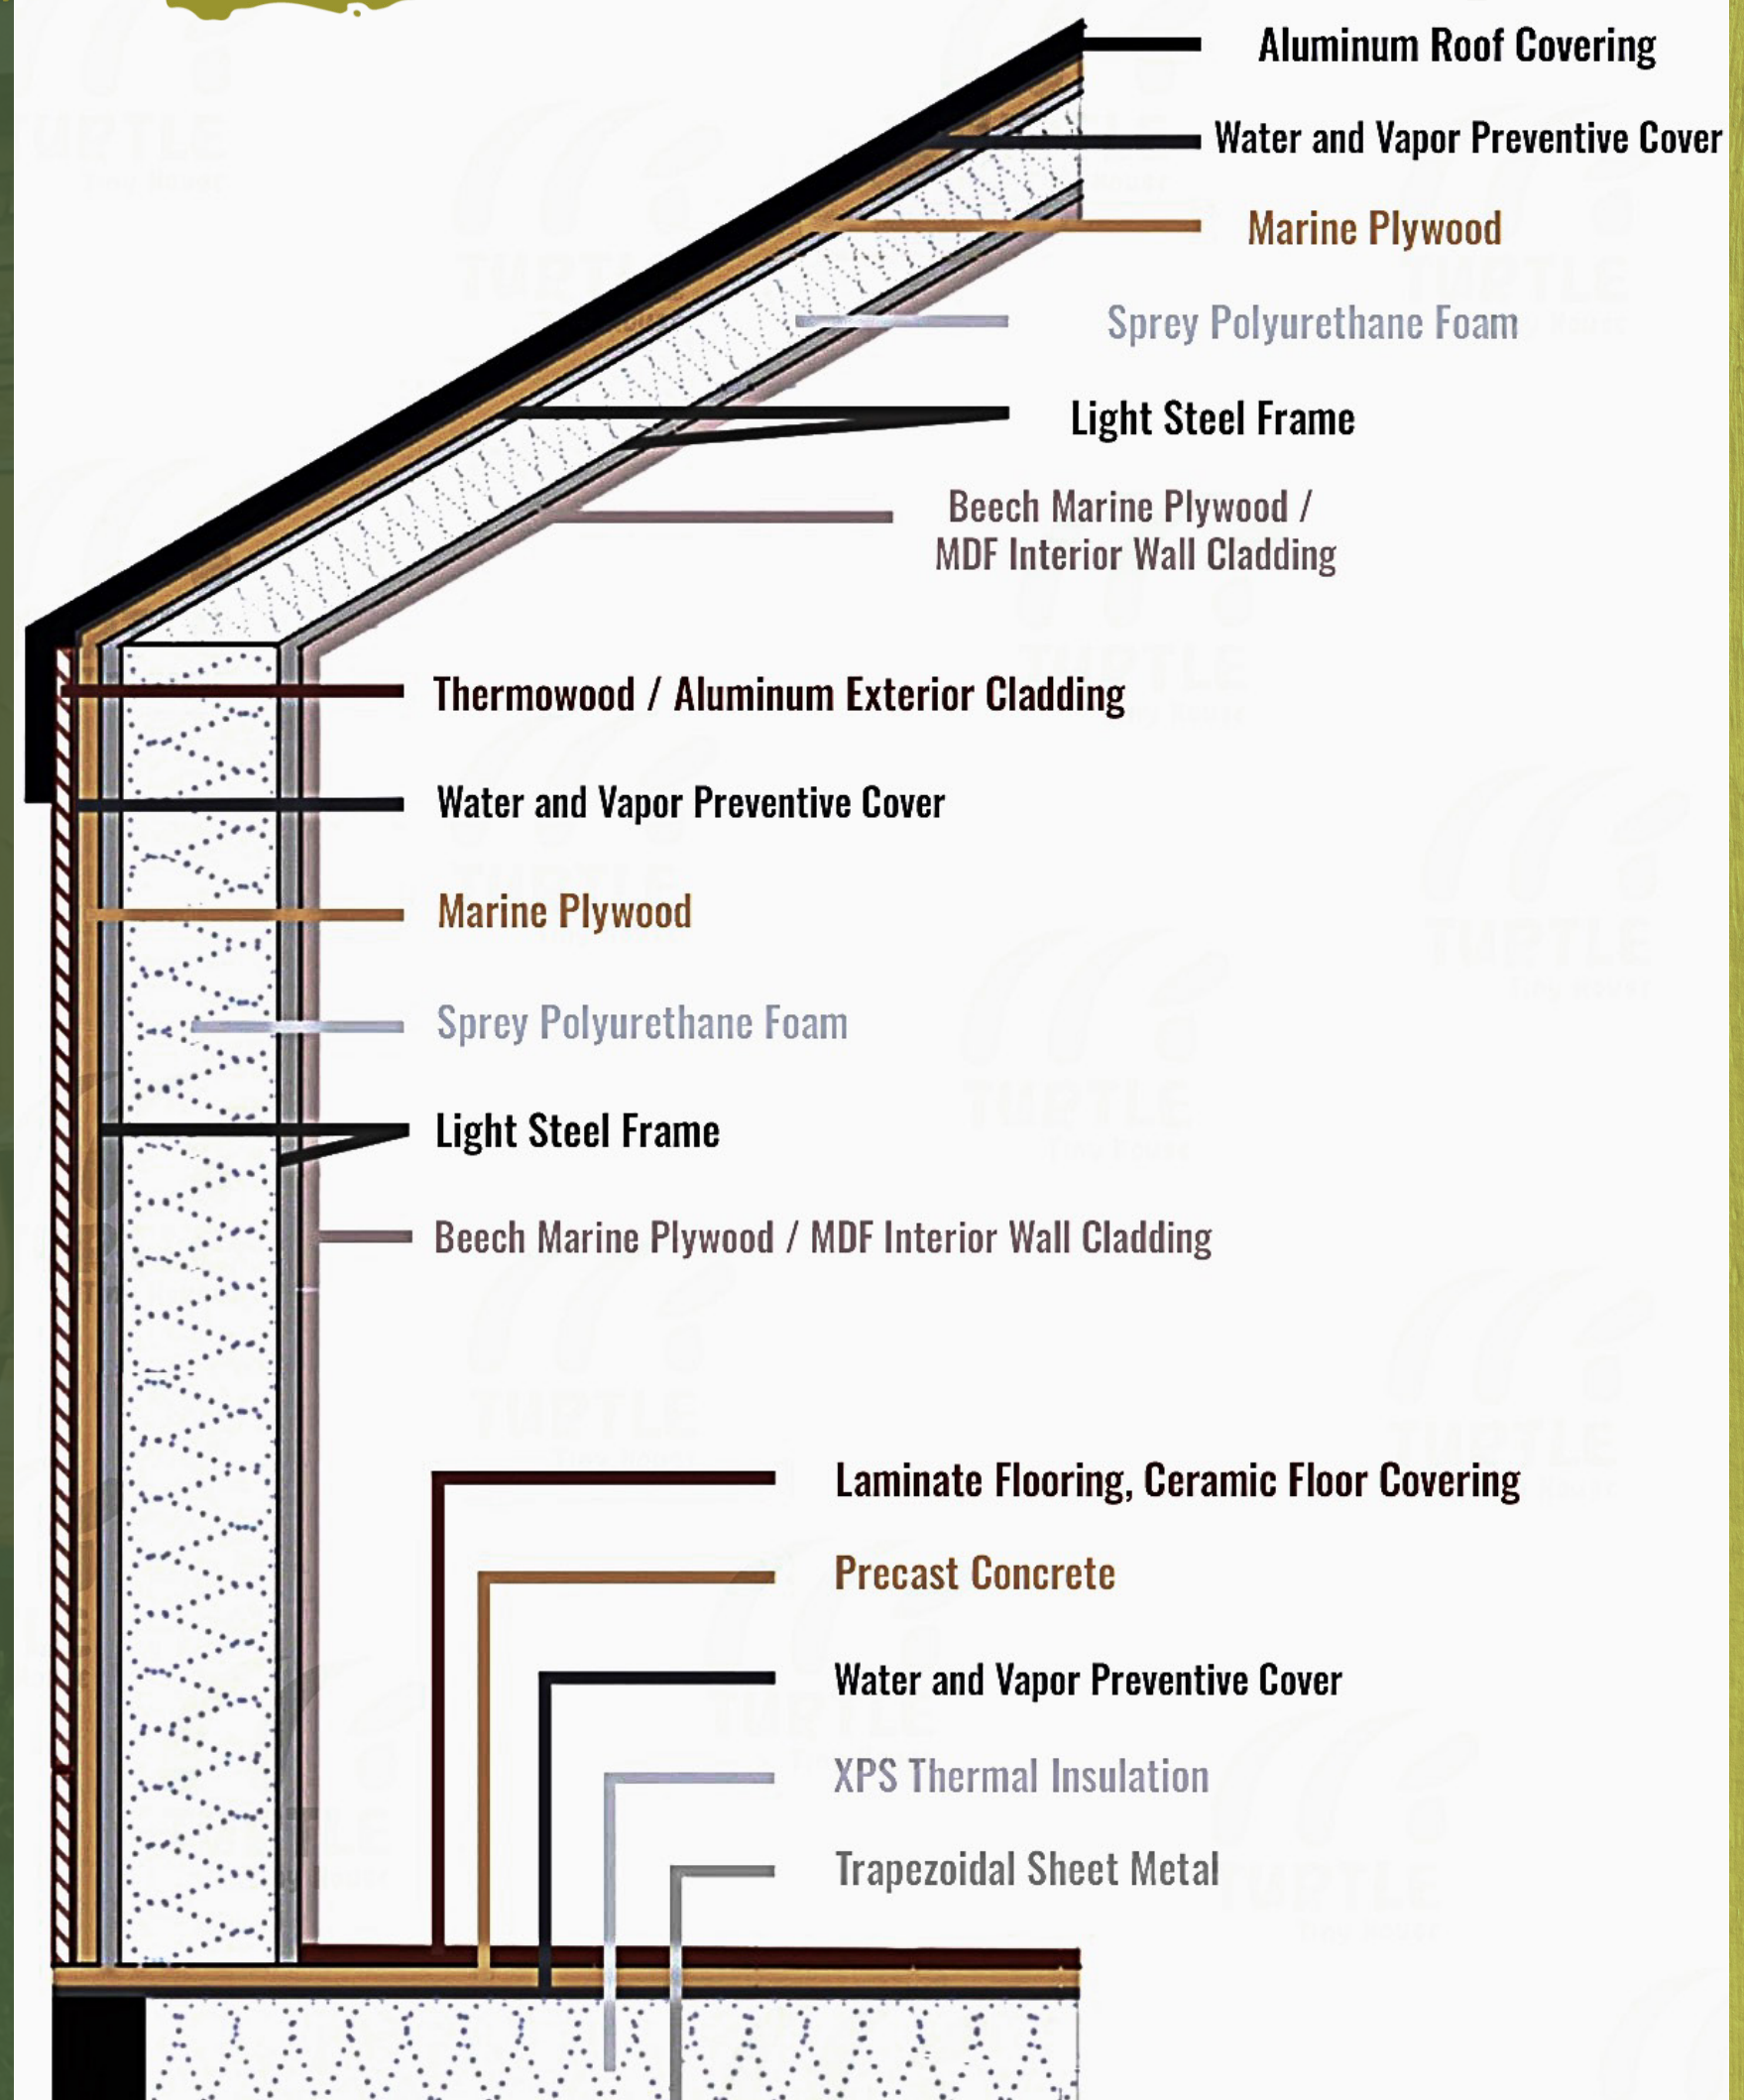 Aluminum Roof Covering
Water and Vapor Preventive Cover
Marine Plywood
Sprey Polyurethane Foam
Light Steel Frame
Beech Marine Plywood /
MDF Interior Wall Cladding
Thermowood / Aluminum Exterior Cladding
Water and Vapor Preventive Cover
Marine Plywood
Sprey Polyurethane Foam
Light Steel Frame
Beech Marine Plywood / MDF Interior Wall Cladding
Laminate Flooring, Ceramic Floor Covering
Precast Concrete
Water and Vapor Preventive Cover
XPS Thermal Insulation
Trapezoidal Sheet Metal
TURTLE
Tiny House